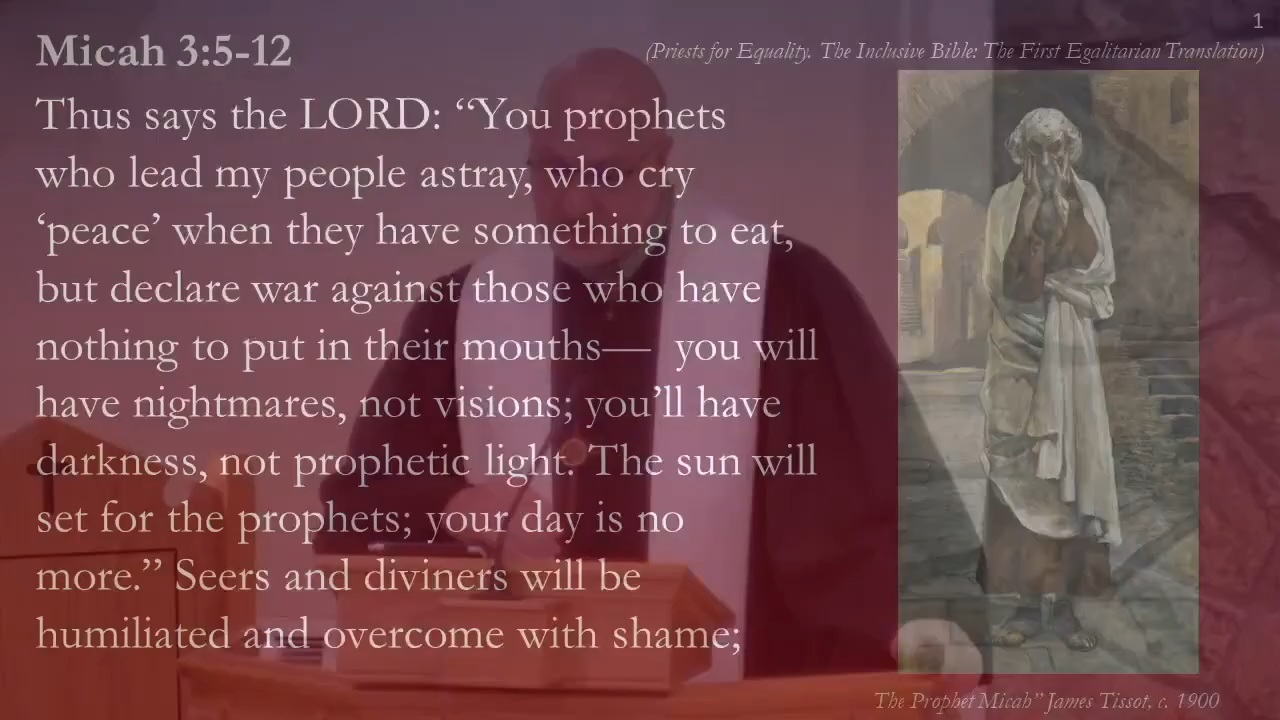 1
Micah 3:5-12
(Priests for Equality. The Inclusive Bible: The First Egalitarian Translation)
Thus says the LORD: “You prophets
who lead my people astray, who cry
‘peace’ when they have something to eat,
but declare war against those who have
nothing to put in their mouths— you will
have nightmares, not visions; you’ll have
darkness, not prophetic light. The sun will
set for the prophets; your day is no
more.” Seers and diviners will be
humiliated and overcome with shame;
The Prophet Micah” James Tissot, c. 1900